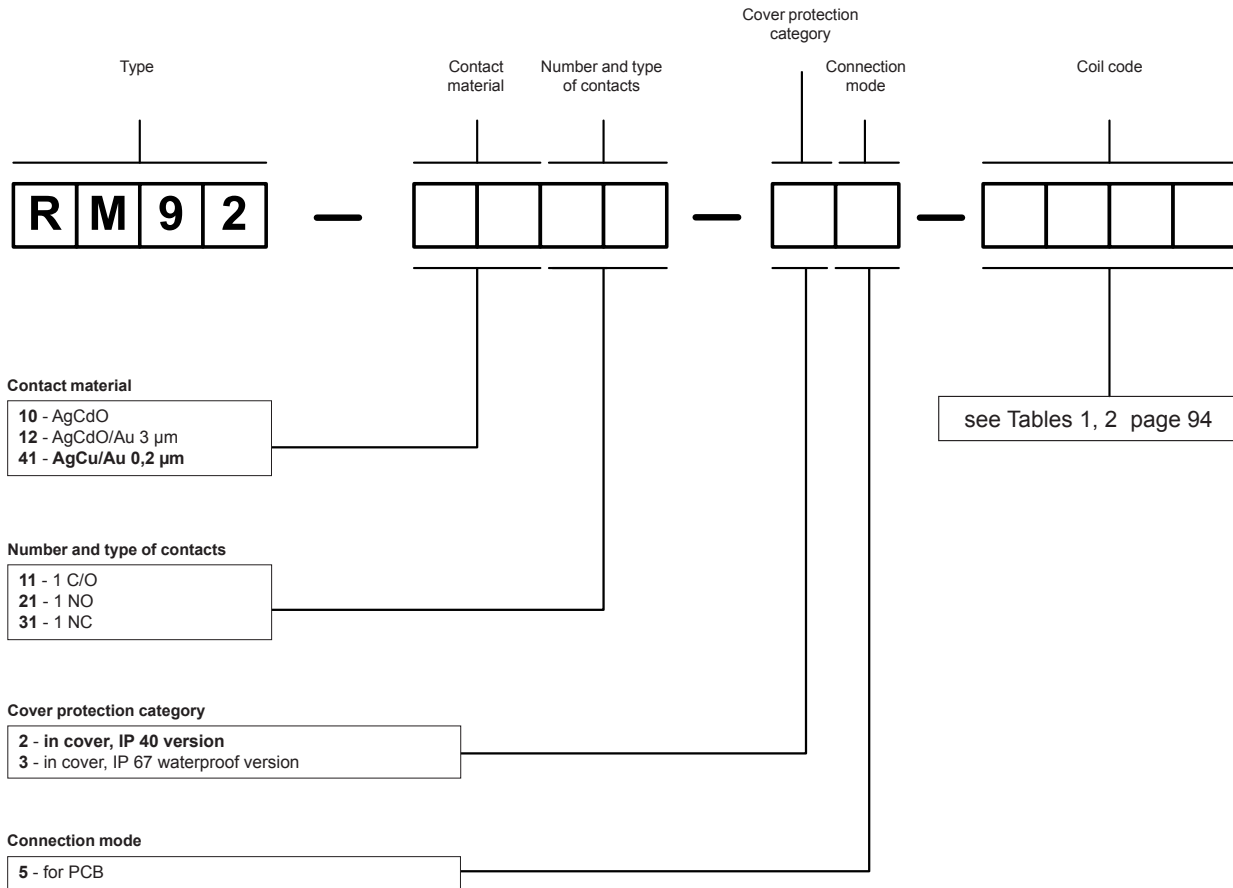 Cover protection
category
Type
Contact
material
Number and type
of contacts
Connection
mode
Coil code
R M 9 2 — — —
Contact material
10 - AgCdO
12 - AgCdO/Au 3 µm
41 - AgCu/Au 0,2 µm
see Tables 1, 2 page 94
Number and type of contacts
11 - 1 C/O
21 - 1 NO
31 - 1 NC
Cover protection category
2 - in cover, IP 40 version
3 - in cover, IP 67 waterproof version
Connection mode
5 - for PCB